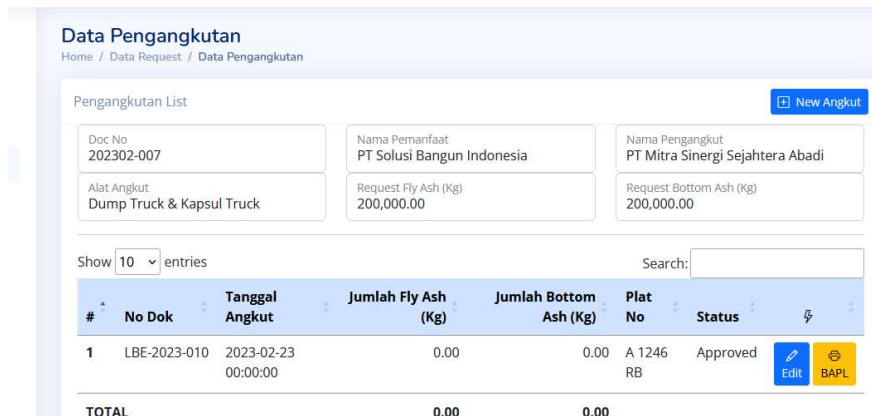 Data Pengangkutan
Home / Data Request / Data Pengangkutan
Pengangkutan List
New Angkut
Doc No
202302-007
Nama Pemanfaat
PT Solusi Bangun Indonesia
Nama Pengangkut
PT Mitra Sinergi Sejahtera Abadi
Alat Angkut
Dump Truck & Kapsul Truck
Request Fly Ash (Kg)
200,000.00
Request Bottom Ash (Kg)
200,000.00
Show 10 entries
Search:
# No Dok Tanggal Angkut Jumlah Fly Ash (Kg) Jumlah Bottom Ash (Kg) Plat No Status
1 LBE-2023-010 2023-02-23 00:00:00 0.00 0.00 A 1246 RB Approved Edit BAPL
TOTAL 0.00 0.00